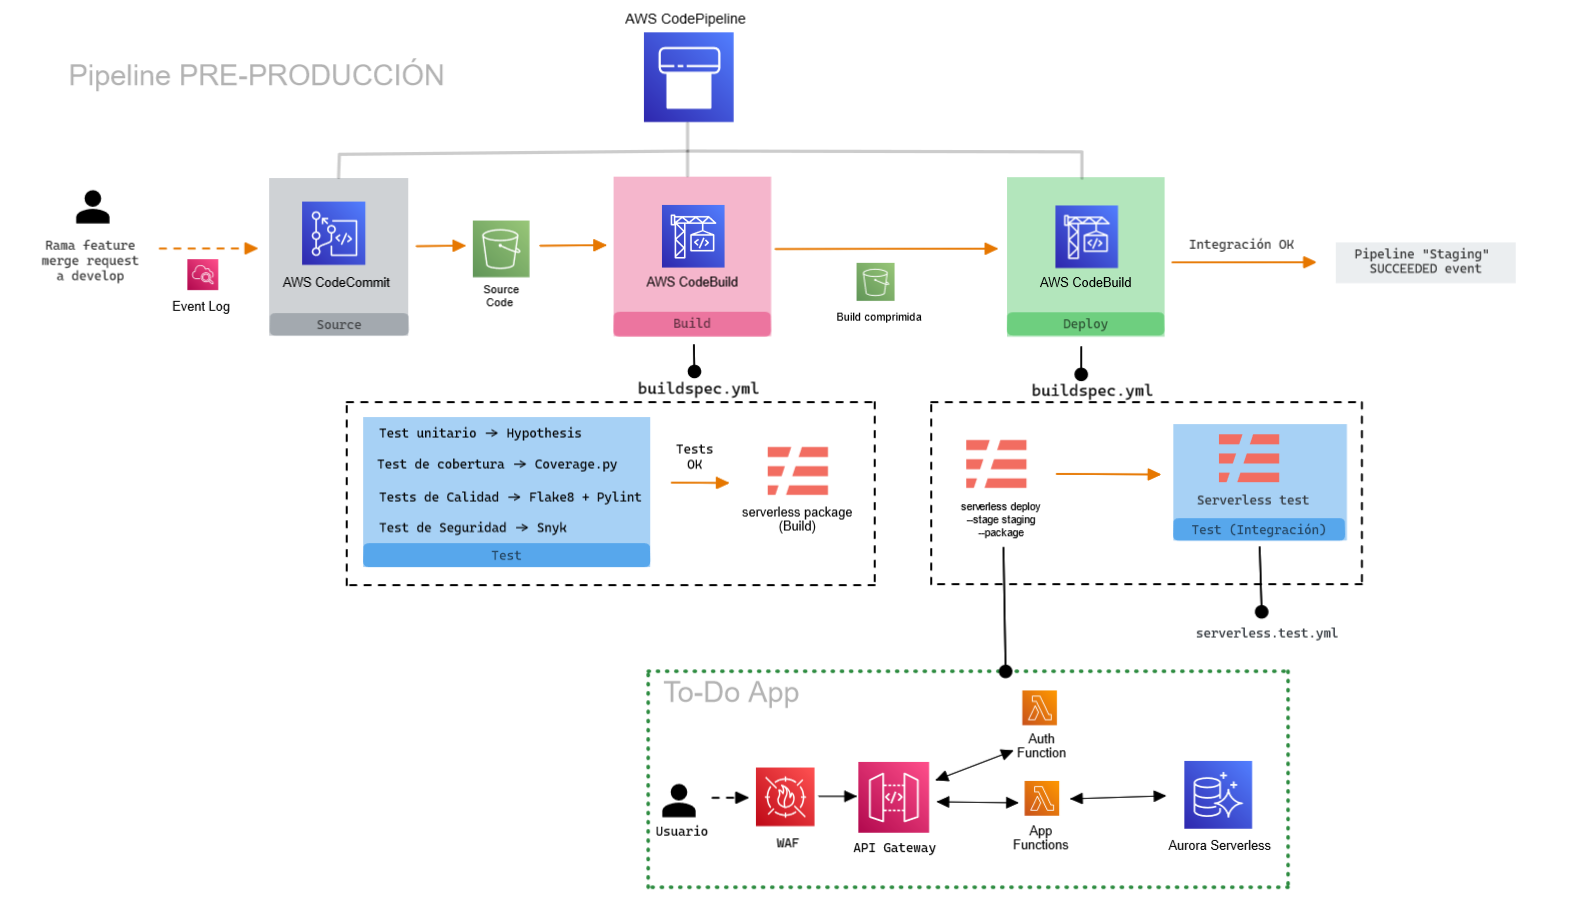 AWS CodePipeline
Pipeline PRE-PRODUCCIÓN
Rama feature
merge request
a develop
Event Log
AWS CodeCommit
Source
Source
Code
AWS CodeBuild
Build
Build comprimida
AWS CodeBuild
Deploy
Integración OK
Pipeline "Staging"
SUCCEEDED event
buildspec.yml
Test unitario → Hypothesis
Test de cobertura → Coverage.py
Tests de Calidad → Flake8 + Pylint
Test de Seguridad → Snyk
Test
Tests
OK
serverless package
(Build)
buildspec.yml
serverless deploy
--stage staging
--package
Serverless test
Test (Integración)
serverless.test.yml
To-Do App
Usuario
WAF
API Gateway
Auth
Function
App
Functions
Aurora Serverless